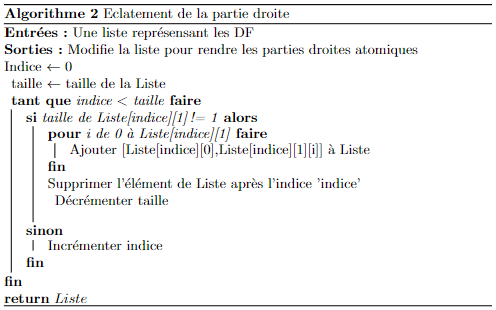 Algorithme 2 Eclatement de la partie droite
Entrées : Une liste représensant les DF
Sorties : Modifie la liste pour rendre les parties droites atomiques
Indice ← 0
taille ← taille de la Liste
tant que indice < taille faire
si taille de Liste[indice][1] != 1 alors
pour i de 0 à Liste[indice][1] faire
Ajouter [Liste[indice][0],Liste[indice][1][i]] à Liste
fin
Supprimer l'élément de Liste après l'indice 'indice'
Décrémenter taille
sinon
Incrémenter indice
fin
fin
return Liste